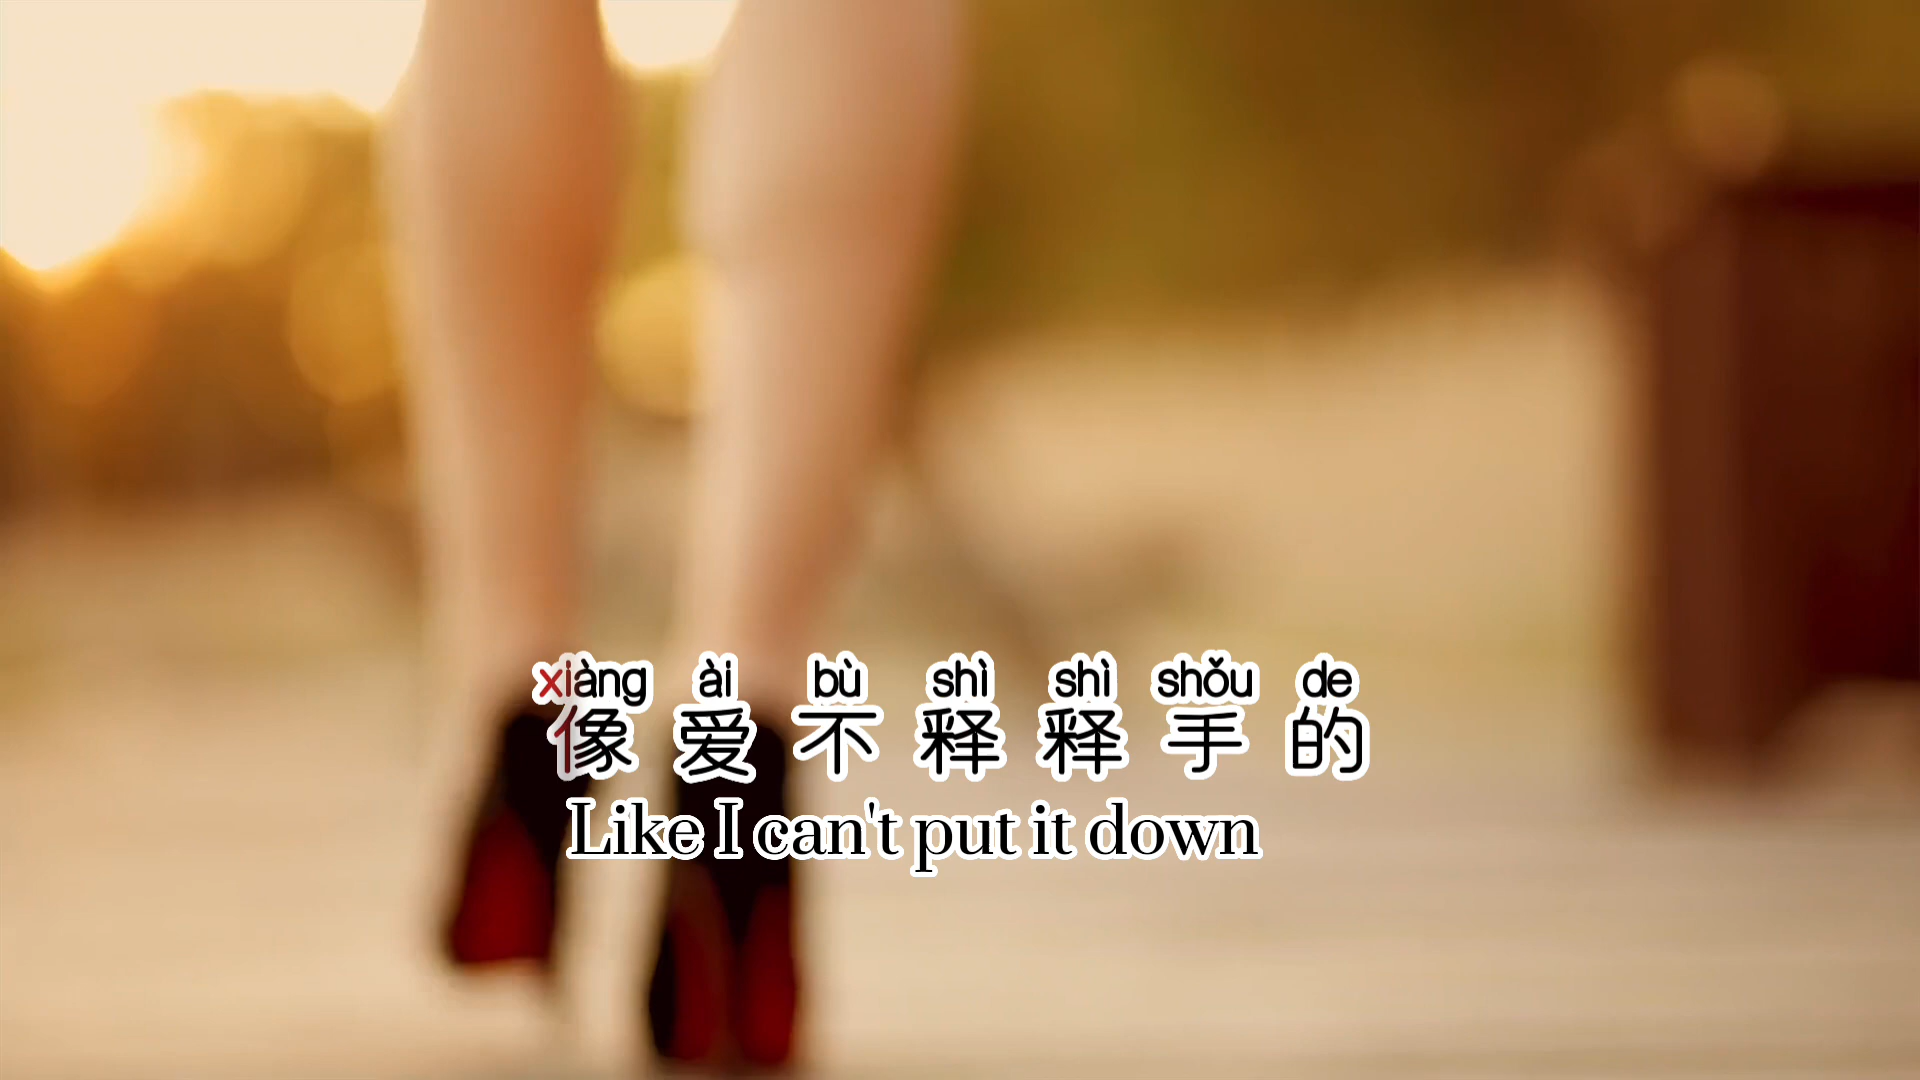 xiàng ài bù shì shì shǒu de
像爱不释释手的
Like I can't put it down